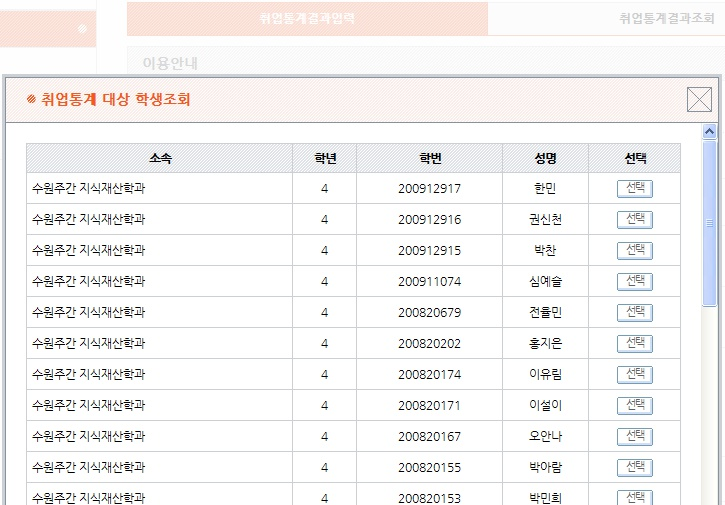 취업통계결과입력 취업통계결과조회
이용안내
취업통계 대상 학생조회
소속 학년 학번 성명 선택
수원주간 지식재산학과 4 200912917 한민 선택
수원주간 지식재산학과 4 200912916 권신천 선택
수원주간 지식재산학과 4 200912915 박찬 선택
수원주간 지식재산학과 4 200911074 심예슬 선택
수원주간 지식재산학과 4 200820679 전율민 선택
수원주간 지식재산학과 4 200820202 홍지은 선택
수원주간 지식재산학과 4 200820174 이유림 선택
수원주간 지식재산학과 4 200820171 이설이 선택
수원주간 지식재산학과 4 200820167 오안나 선택
수원주간 지식재산학과 4 200820155 박아람 선택
수원주간 지식재산학과 4 200820153 박민희 선택